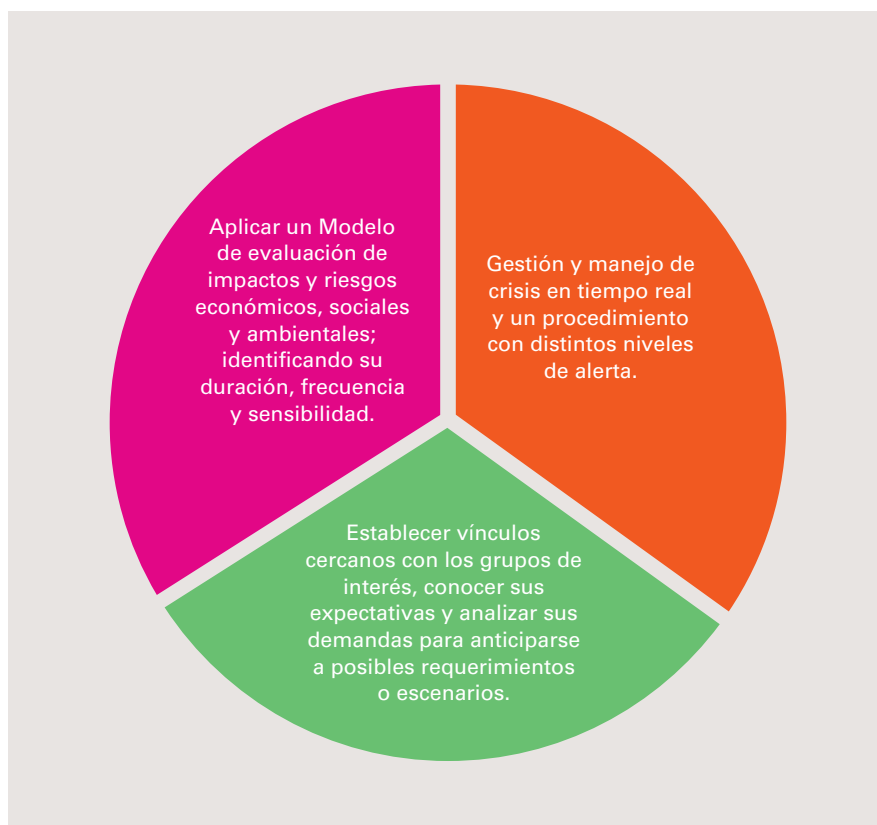 Aplicar un Modelo
de evaluación de
impactos y riesgos
económicos, sociales
y ambientales;
identificando su
duración, frecuencia
y sensibilidad.
Gestión y manejo de
crisis en tiempo real
y un procedimiento
con distintos niveles
de alerta.
Establecer vínculos
cercanos con los grupos de
interés, conocer sus
expectativas y analizar sus
demandas para anticiparse
a posibles requerimientos
o escenarios.